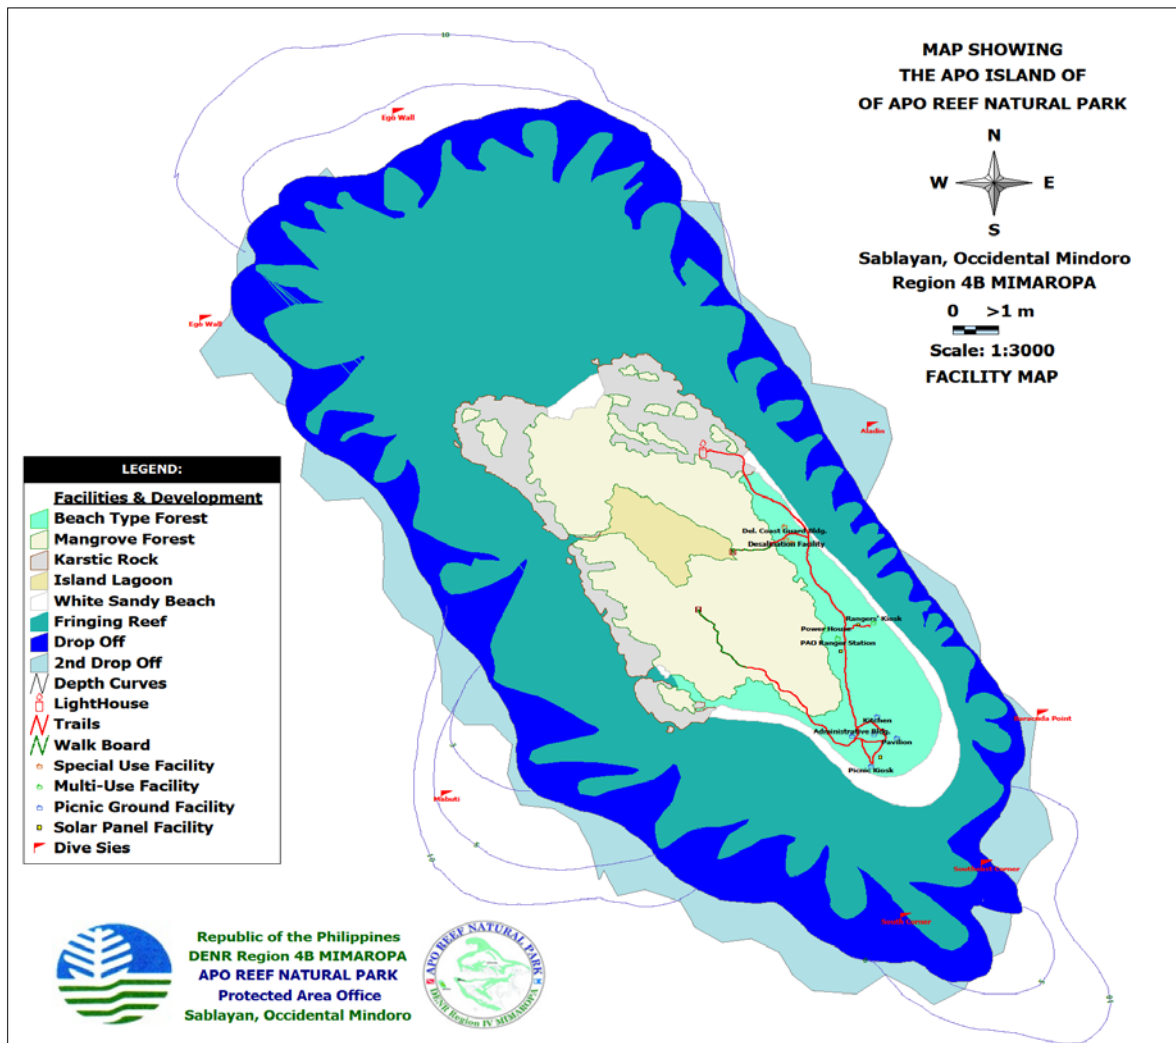 MAP SHOWING
THE APO ISLAND OF
OF APO REEF NATURAL PARK
N
W E
S
Sablayan, Occidental Mindoro
Region 4B MIMAROPA
0 >1 m
Scale: 1:3000
FACILITY MAP
10
Ego Wall
Ego Wall
Aladin
Del. Coast Guard Bldg.
Desalination Facility
Rangers' Kiosk
Power House
PAO Ranger Station
Kitchen
Administrative Bldg.
Pavilion
Picnic Kiosk
Baracuda Point
Mabuti
Southeast Corner
South Corner
10
10
LEGEND:
Facilities & Development
Beach Type Forest
Mangrove Forest
Karstic Rock
Island Lagoon
White Sandy Beach
Fringing Reef
Drop Off
2nd Drop Off
Depth Curves
LightHouse
Trails
Walk Board
Special Use Facility
Multi-Use Facility
Picnic Ground Facility
Solar Panel Facility
Dive Sies
Republic of the Philippines
DENR Region 4B MIMAROPA
APO REEF NATURAL PARK
Protected Area Office
Sablayan, Occidental Mindoro
APO REEF NATURAL PARK
DENR Region IV MIMAROPA